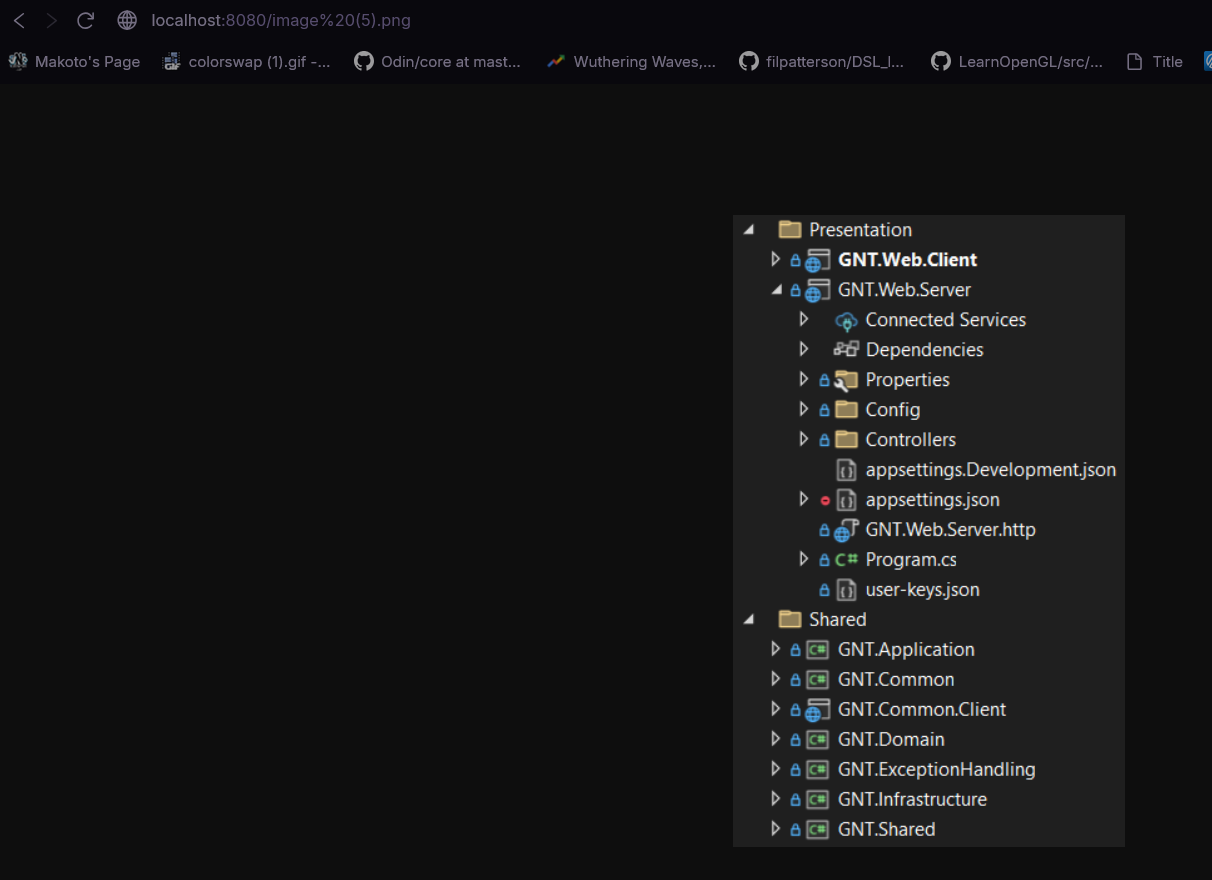 localhost:8080/image%20(5).png
Makoto's Page colorswap (1).gif -... Odin/core at mast... Wuthering Waves,... filpatterson/DSL_l... LearnOpenGL/src/... Title
Presentation
GNT.Web.Client
GNT.Web.Server
Connected Services
Dependencies
Properties
Config
Controllers
appsettings.Development.json
appsettings.json
GNT.Web.Server.http
C# Program.cs
user-keys.json
Shared
C# GNT.Application
C# GNT.Common
GNT.Common.Client
C# GNT.Domain
C# GNT.ExceptionHandling
C# GNT.Infrastructure
C# GNT.Shared